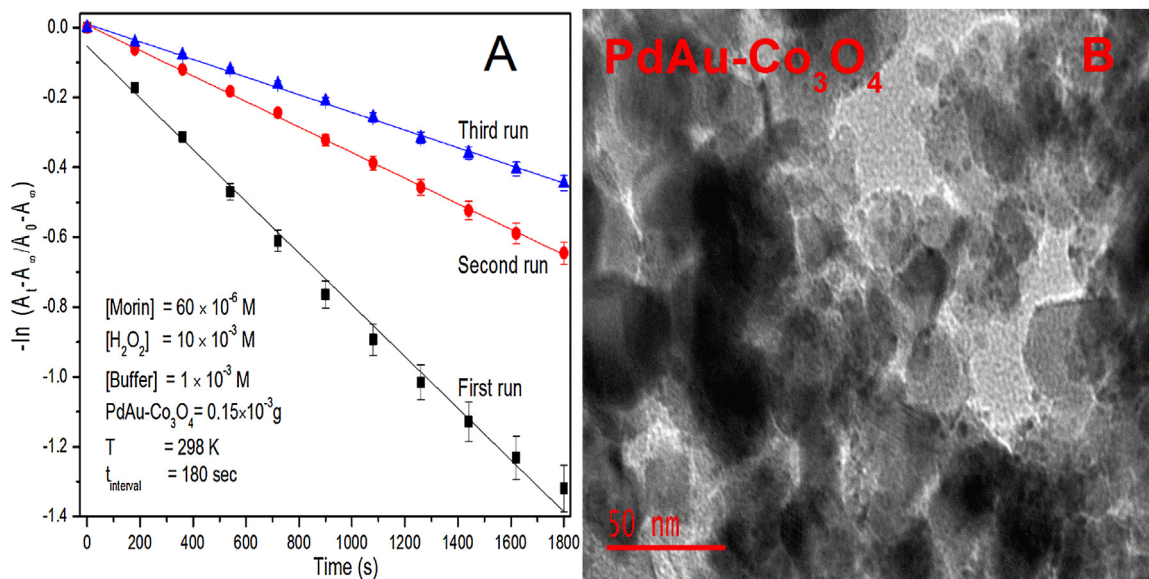 A
-ln (Aₜ-A∞/A₀-A∞)
0.0
-0.2
-0.4
-0.6
-0.8
-1.0
-1.2
-1.4
Third run
Second run
First run
[Morin] = 60 × 10⁻⁶ M
[H₂O₂] = 10 × 10⁻³ M
[Buffer] = 1 × 10⁻³ M
PdAu-Co₃O₄= 0.15×10⁻³g
T = 298 K
t_interval = 180 sec
0 200 400 600 800 1000 1200 1400 1600 1800
Time (s)
PdAu-Co₃O₄ B
50 nm